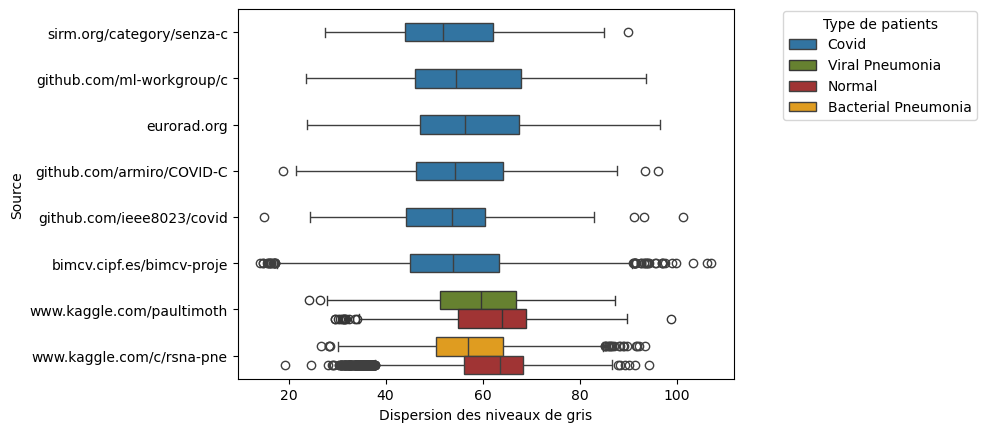 sirm.org/category/senza-c
github.com/ml-workgroup/c
eurorad.org
github.com/armiro/COVID-C
github.com/ieee8023/covid
bimcv.cipf.es/bimcv-proje
www.kaggle.com/paultimoth
www.kaggle.com/c/rsna-pne
Source
20 40 60 80 100
Dispersion des niveaux de gris
Type de patients
Covid
Viral Pneumonia
Normal
Bacterial Pneumonia